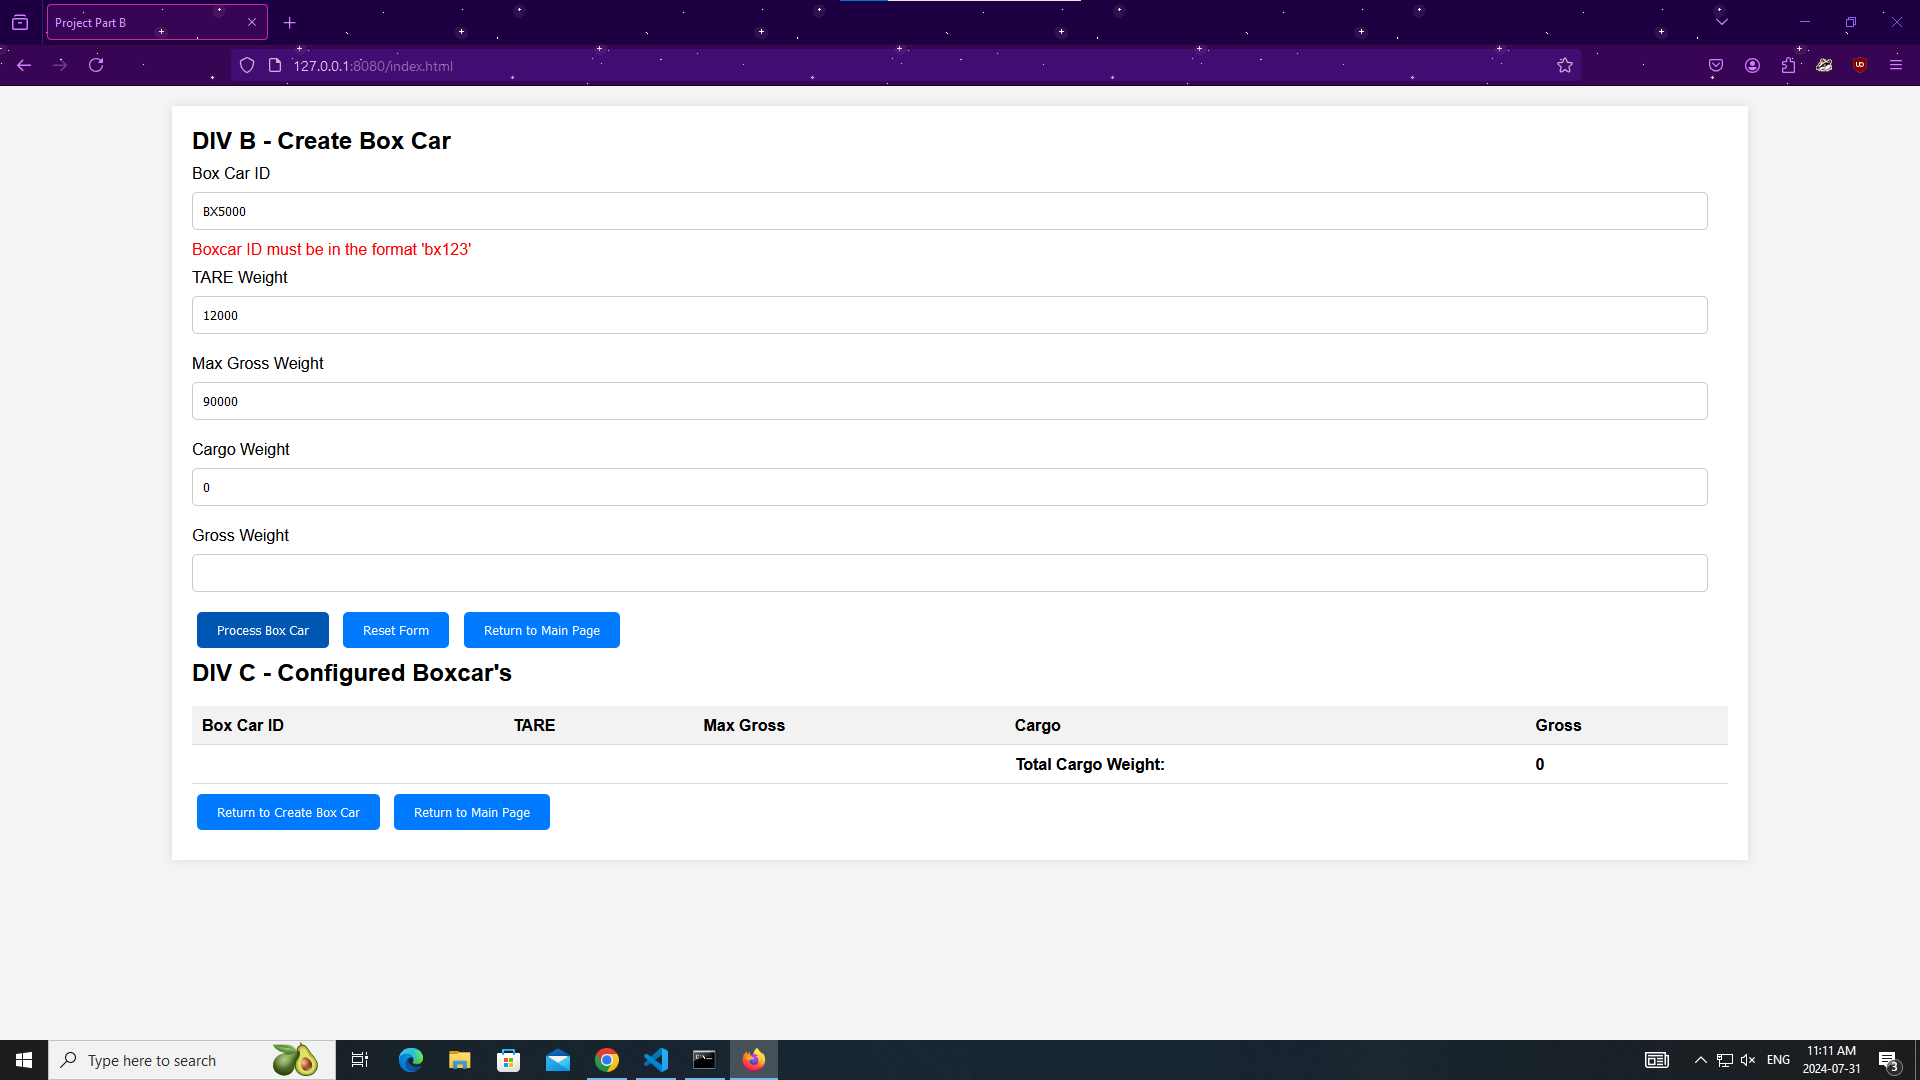 Project Part B
127.0.0.1:8080/index.html
DIV B - Create Box Car
Box Car ID
BX5000
Boxcar ID must be in the format 'bx123'
TARE Weight
12000
Max Gross Weight
90000
Cargo Weight
0
Gross Weight
Process Box Car Reset Form Return to Main Page
DIV C - Configured Boxcar's
Box Car ID TARE Max Gross Cargo Gross
Total Cargo Weight: 0
Return to Create Box Car Return to Main Page
Type here to search
ENG
11:11 AM
2024-07-31
3